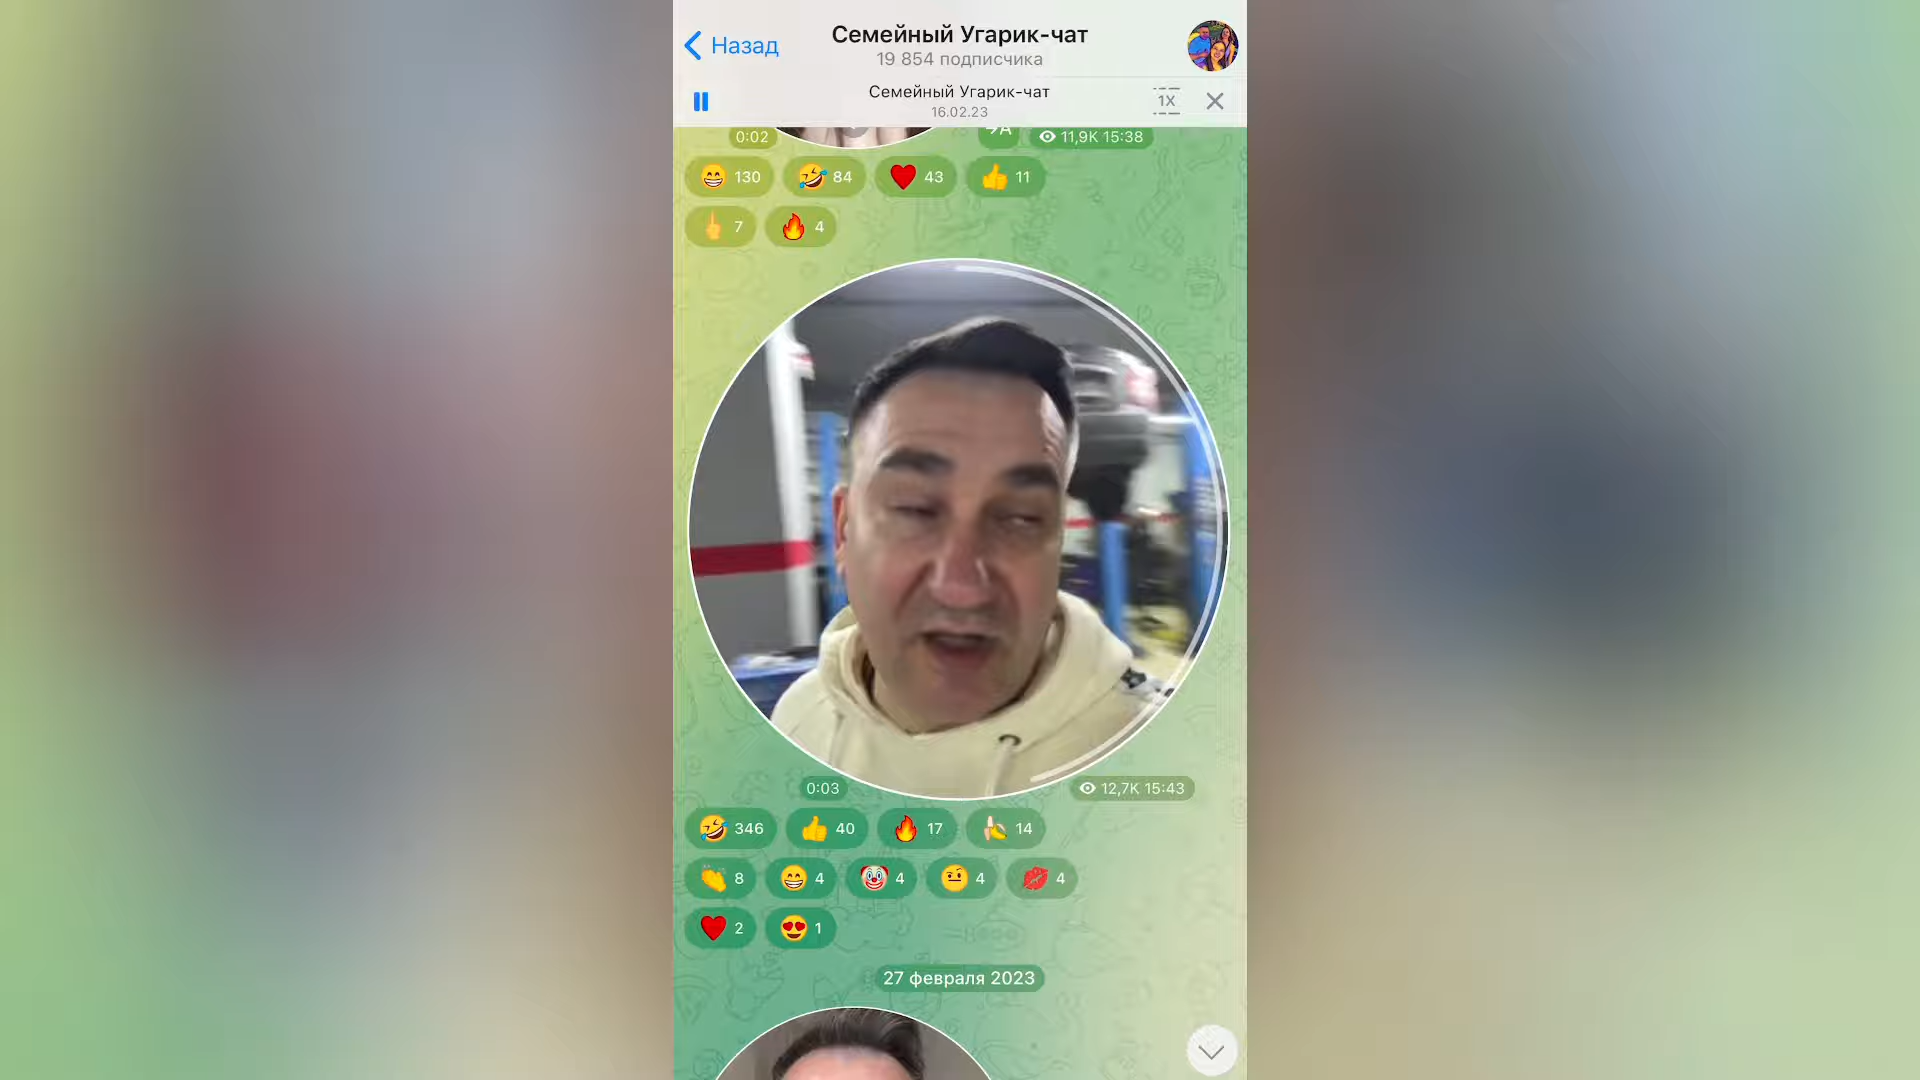 Назад
Семейный Угарик-чат
19 854 подписчика
Семейный Угарик-чат
16.02.23
1X
0:02
→A
11,9K 15:38
130 84 43 11
7 4
0:03
12,7K 15:43
346 40 17 14
8 4 4 4 4
2 1
27 февраля 2023